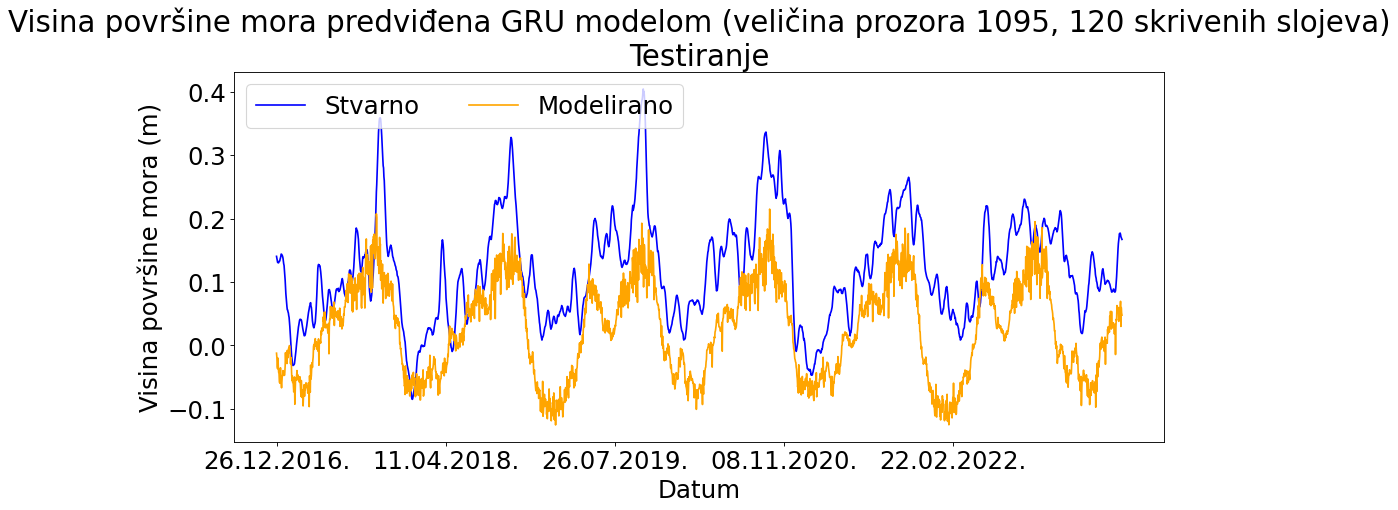 Visina površine mora predviđena GRU modelom (veličina prozora 1095, 120 skrivenih slojeva)
Testiranje
Stvarno Modelirano
Visina površine mora (m)
0.4
0.3
0.2
0.1
0.0
−0.1
26.12.2016. 11.04.2018. 26.07.2019. 08.11.2020. 22.02.2022.
Datum